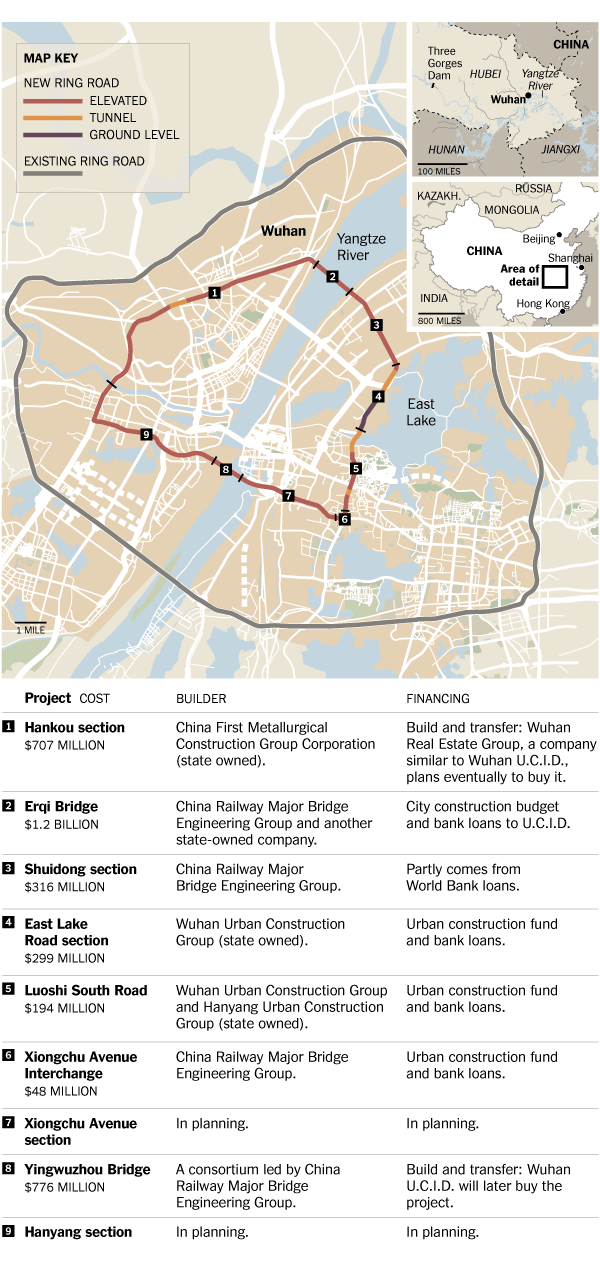 MAP KEY
NEW RING ROAD
ELEVATED
TUNNEL
GROUND LEVEL
EXISTING RING ROAD
CHINA
Three
Gorges
Dam
HUBEI
Yangtze
River
Wuhan
HUNAN
JIANGXI
100 MILES
RUSSIA
KAZAKH.
MONGOLIA
Beijing
CHINA
Shanghai
Area of
detail
INDIA
Hong Kong
800 MILES
Wuhan
Yangtze
River
1
2
3
4
East
Lake
9
8
5
7
6
1 MILE
Project COST BUILDER FINANCING
1 Hankou section China First Metallurgical Build and transfer: Wuhan
$707 MILLION Construction Group Corporation Real Estate Group, a company
(state owned). similar to Wuhan U.C.I.D.,
plans eventually to buy it.
2 Erqi Bridge China Railway Major Bridge City construction budget
$1.2 BILLION Engineering Group and another and bank loans to U.C.I.D.
state-owned company.
3 Shuidong section China Railway Major Partly comes from
$316 MILLION Bridge Engineering Group. World Bank loans.
4 East Lake Wuhan Urban Construction Urban construction fund
Road section Group (state owned). and bank loans.
$299 MILLION
5 Luoshi South Road Wuhan Urban Construction Group Urban construction fund
$194 MILLION and Hanyang Urban Construction and bank loans.
Group (state owned).
6 Xiongchu Avenue China Railway Major Bridge Urban construction fund
Interchange Engineering Group. and bank loans.
$48 MILLION
7 Xiongchu Avenue In planning. In planning.
section
8 Yingwuzhou Bridge A consortium led by China Build and transfer: Wuhan
$776 MILLION Railway Major Bridge U.C.I.D. will later buy the
Engineering Group. project.
9 Hanyang section In planning. In planning.